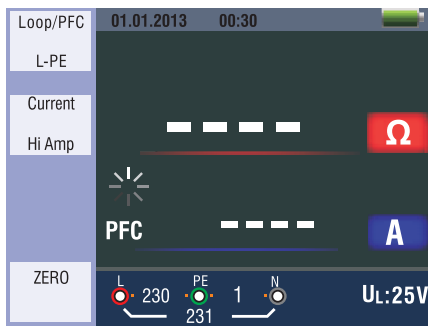 Loop/PFC
L-PE
Current
Hi Amp
ZERO
01.01.2013 00:30
---- Ω
PFC ---- A
L PE N
230 1
231
UL:25V